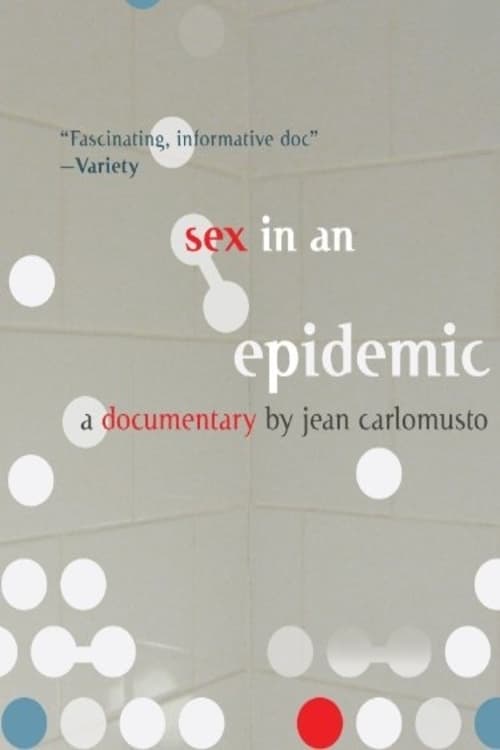 “Fascinating, informative doc”
—Variety
sex in an
epidemic
a documentary by jean carlomusto